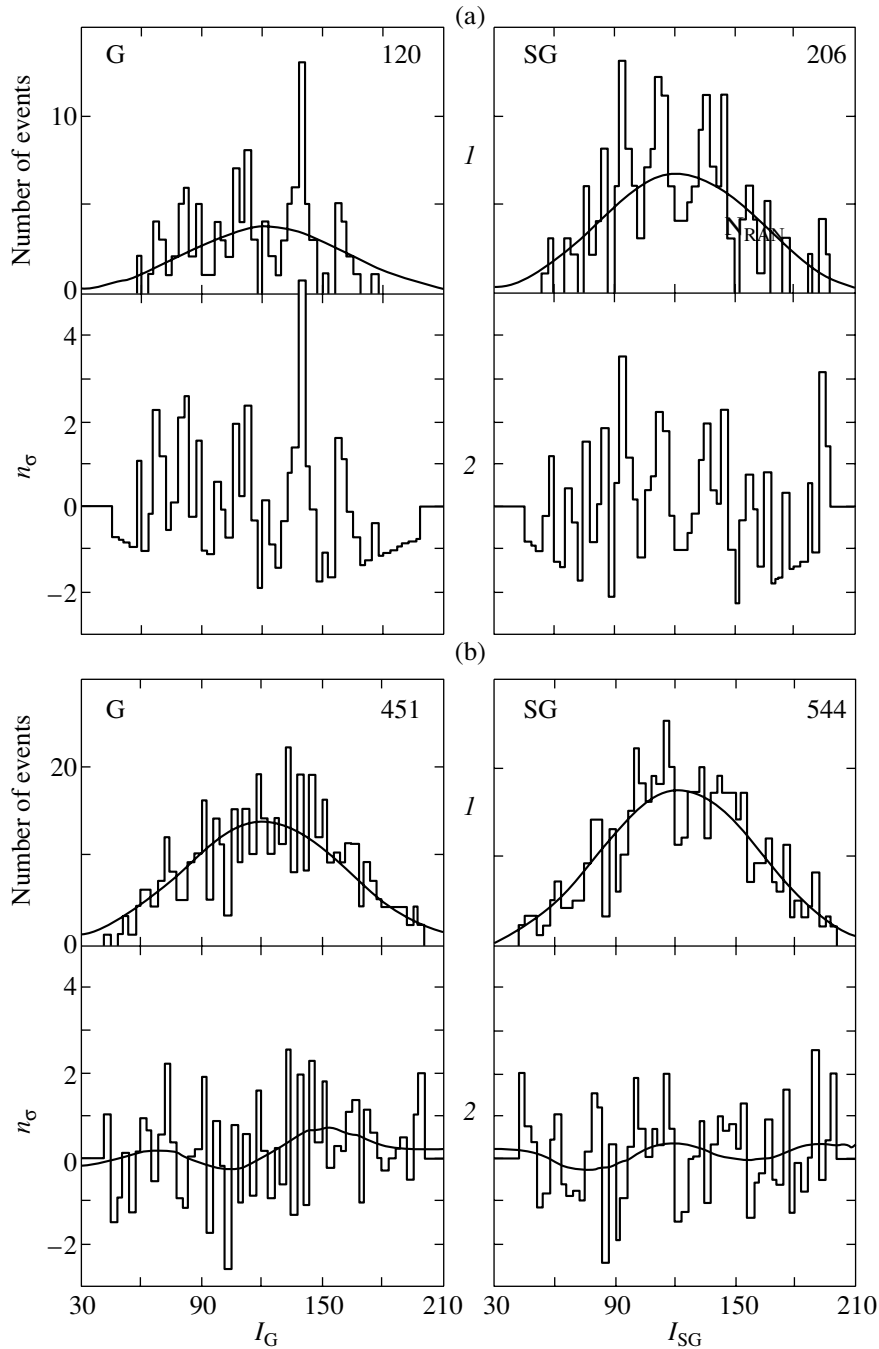 (a)
G 120 SG 206
Number of events
10
0
1
N_RAN
4
2
0
−2
n_σ
2
(b)
G 451 SG 544
Number of events
20
0
1
4
2
0
−2
n_σ
2
30 90 150 210 30 90 150 210
I_G I_SG